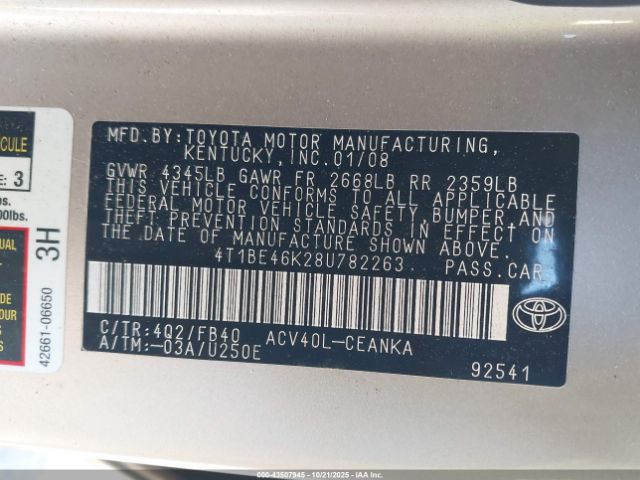 MFD.BY:TOYOTA MOTOR MANUFACTURING,
KENTUCKY,INC.01/08
GVWR 4345LB GAWR FR 2668LB RR 2359LB
THIS VEHICLE CONFORMS TO ALL APPLICABLE
FEDERAL MOTOR VEHICLE SAFETY,BUMPER,AND
THEFT PREVENTION STANDARDS IN EFFECT ON
THE DATE OF MANUFACTURE SHOWN ABOVE.
4T1BE46K28U782263 PASS.CAR
C/TR:4Q2/FB40 ACV40L-CEANKA
A/TM:-03A/U250E
92541
TOYOTA
3
3H
42661-06650
000-43507945 - 10/21/2025 - IAA Inc.